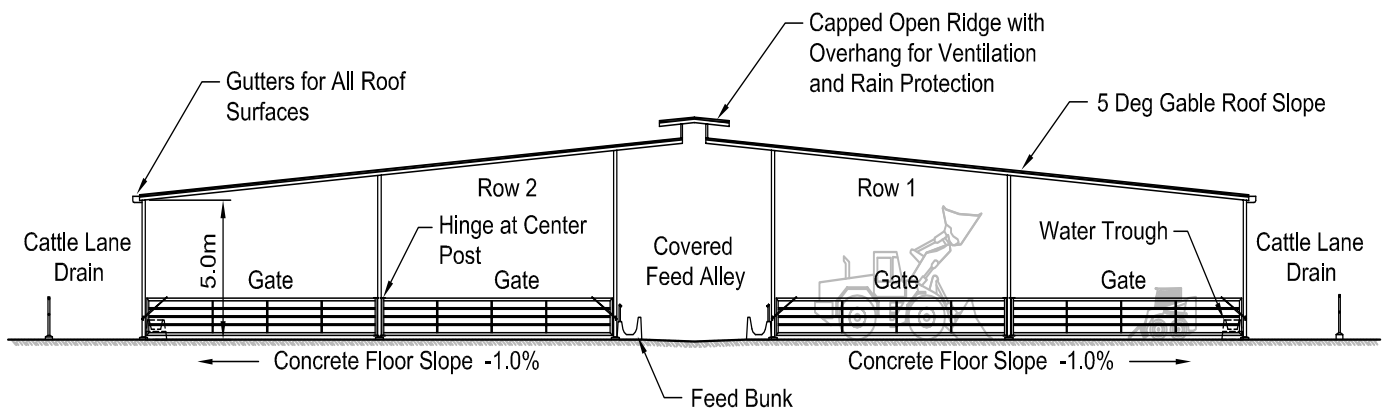 Capped Open Ridge with
Overhang for Ventilation
and Rain Protection
Gutters for All Roof
Surfaces
5 Deg Gable Roof Slope
Row 2
Row 1
Hinge at Center
Post
Water Trough
Cattle Lane
Drain
5.0m
Covered
Feed Alley
Cattle Lane
Drain
Gate
Gate
Gate
Gate
Concrete Floor Slope -1.0%
Concrete Floor Slope -1.0%
Feed Bunk